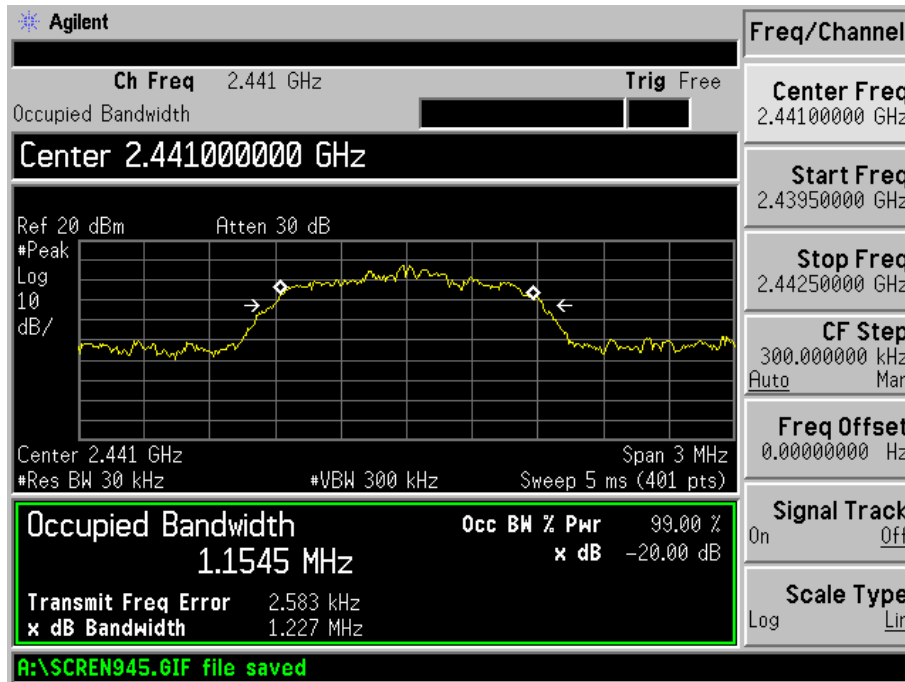 Agilent
Ch Freq 2.441 GHz Trig Free
Occupied Bandwidth
Center 2.441000000 GHz
Ref 20 dBm Atten 30 dB
#Peak
Log
10
dB/
Center 2.441 GHz Span 3 MHz
#Res BW 30 kHz #VBW 300 kHz Sweep 5 ms (401 pts)
Occupied Bandwidth
1.1545 MHz
Occ BW % Pwr 99.00 %
x dB -20.00 dB
Transmit Freq Error 2.583 kHz
x dB Bandwidth 1.227 MHz
A:\SCREN945.GIF file saved
Freq/Channel
Center Freq
2.44100000 GHz
Start Freq
2.43950000 GHz
Stop Freq
2.44250000 GHz
CF Step
300.000000 kHz
Auto Man
Freq Offset
0.00000000 Hz
Signal Track
On Off
Scale Type
Log Lin